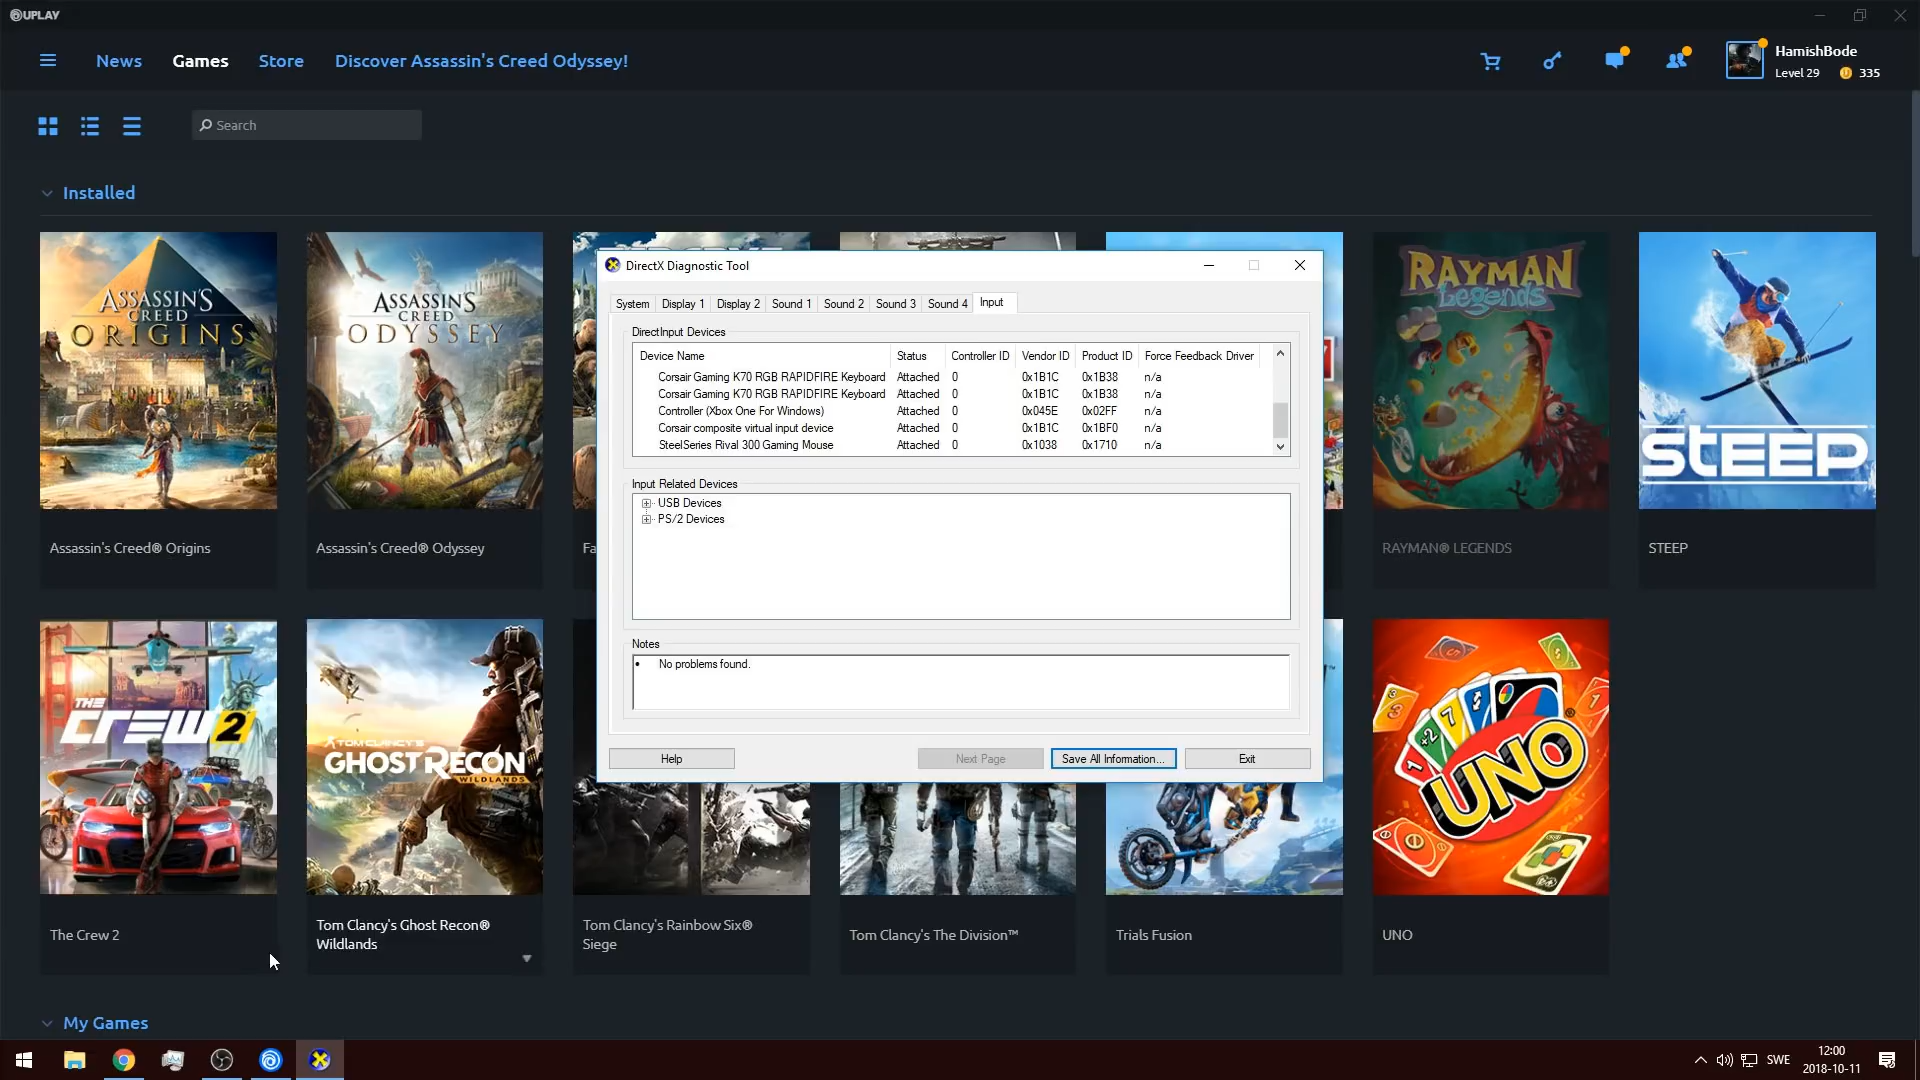 UPLAY
News Games Store Discover Assassin's Creed Odyssey!
HamishBode
Level 29 335
Search
Installed
ASSASSIN'S
CREED
ORIGINS
ASSASSIN'S
CREED
ODYSSEY
RAYMAN
Legends
STEEP
Assassin's Creed® Origins
Assassin's Creed® Odyssey
Fa
RAYMAN® LEGENDS
STEEP
DirectX Diagnostic Tool
System Display 1 Display 2 Sound 1 Sound 2 Sound 3 Sound 4 Input
DirectInput Devices
Device Name Status Controller ID Vendor ID Product ID Force Feedback Driver
Corsair Gaming K70 RGB RAPIDFIRE Keyboard Attached 0 0x1B1C 0x1B38 n/a
Corsair Gaming K70 RGB RAPIDFIRE Keyboard Attached 0 0x1B1C 0x1B38 n/a
Controller (Xbox One For Windows) Attached 0 0x045E 0x02FF n/a
Corsair composite virtual input device Attached 0 0x1B1C 0x1BF0 n/a
SteelSeries Rival 300 Gaming Mouse Attached 0 0x1038 0x1710 n/a
Input Related Devices
USB Devices
PS/2 Devices
Notes
• No problems found.
Help Next Page Save All Information... Exit
THE
CREW 2
TOM CLANCY'S
GHOST RECON
WILDLANDS
UNO
The Crew 2
Tom Clancy's Ghost Recon®
Wildlands
Tom Clancy's Rainbow Six®
Siege
Tom Clancy's The Division™
Trials Fusion
UNO
My Games
SWE
12:00
2018-10-11